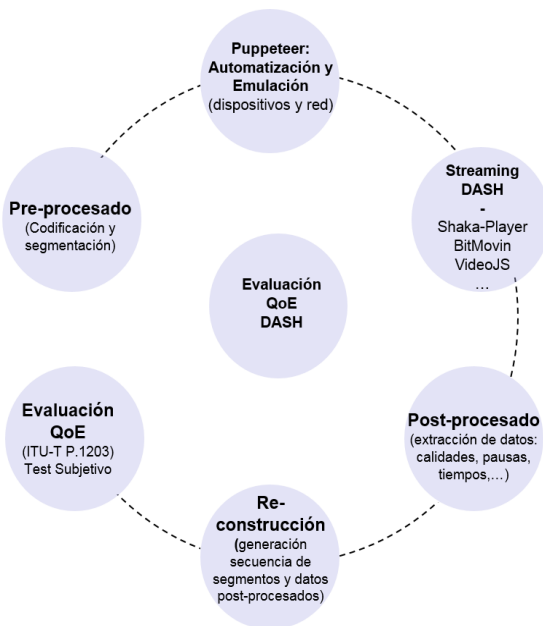 Puppeteer:
Automatización y
Emulación
(dispositivos y red)
Streaming
DASH
-
Shaka-Player
BitMovin
VideoJS
...
Post-procesado
(extracción de datos:
calidades, pausas,
tiempos,...)
Re-
construcción
(generación
secuencia de
segmentos y datos
post-procesados)
Evaluación
QoE
(ITU-T P.1203)
Test Subjetivo
Pre-procesado
(Codificación y
segmentación)
Evaluación
QoE
DASH